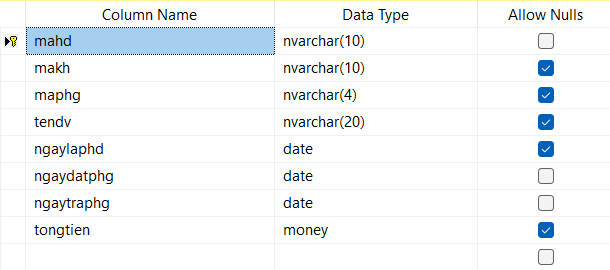 Column Name Data Type Allow Nulls
mahd nvarchar(10)
makh nvarchar(10)
maphg nvarchar(4)
tendv nvarchar(20)
ngaylaphd date
ngaydatphg date
ngaytraphg date
tongtien money